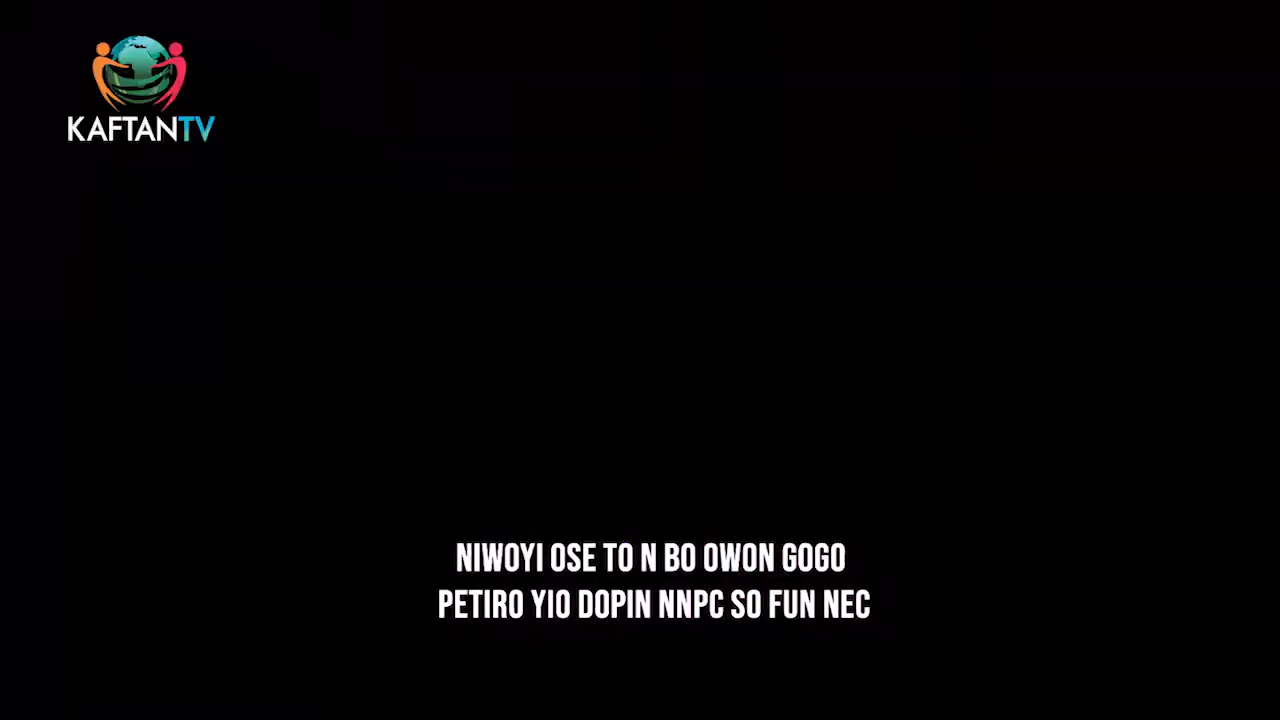 KAFTANTV
NIWOYI OSE TO N BO OWON GOGO
PETIRO YIO DOPIN NNPC SO FUN NEC